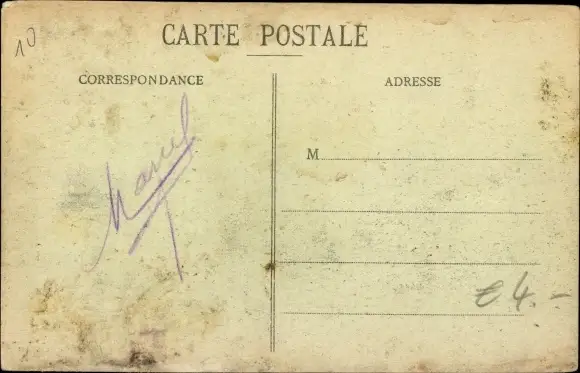 10
CARTE POSTALE
CORRESPONDANCE
ADRESSE
Marcel
M
€ 4.-